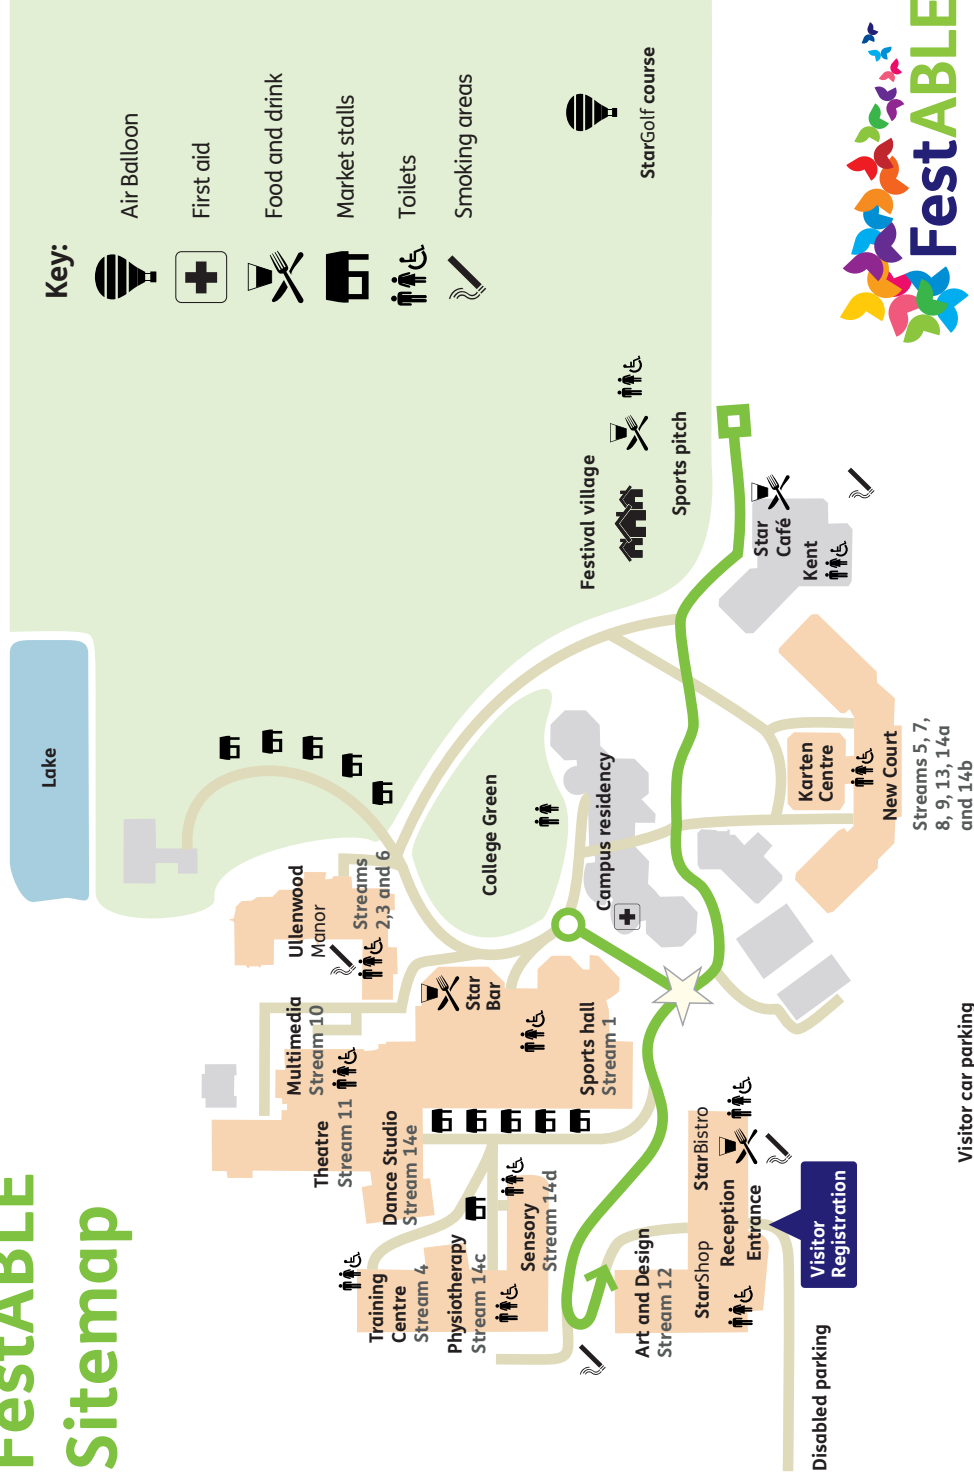 FestABLE
Sitemap
Key:
Air Balloon
First aid
Food and drink
Market stalls
Toilets
Smoking areas
Lake
StarGolf course
Festival village
Sports pitch
Star
Café
Kent
College Green
Campus residency
Karten
Centre
New Court
Streams 5, 7,
8, 9, 13, 14a
and 14b
Ullenwood
Manor
Streams
2,3 and 6
Star
Bar
Multimedia
Stream 10
Sports hall
Stream 1
Theatre
Stream 11
Dance Studio
Stream 14e
Sensory
Stream 14d
Training
Centre
Stream 4
Physiotherapy
Stream 14c
Art and Design
Stream 12
StarBistro
StarShop
Reception
Entrance
Visitor
Registration
Disabled parking
Visitor car parking
FestABLE